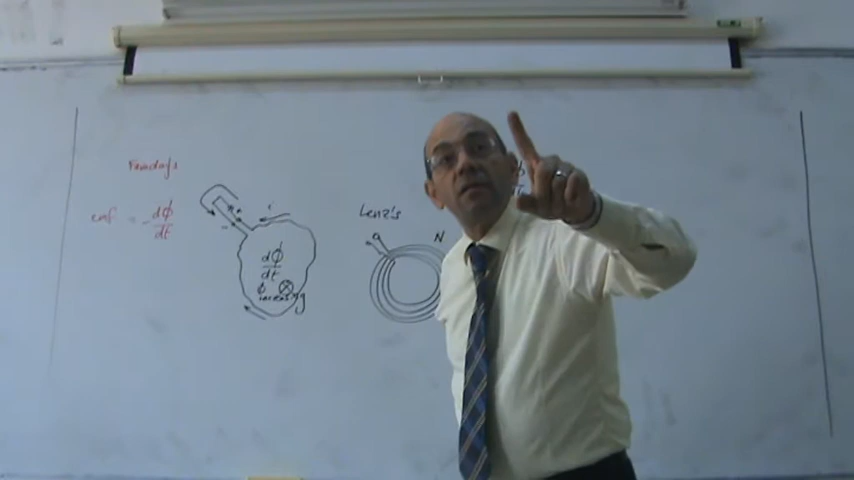 Faraday's
emf = - dϕ
dt
i
+
-
dϕ
dt
ϕ ⊗
increasing
Lenz's
N